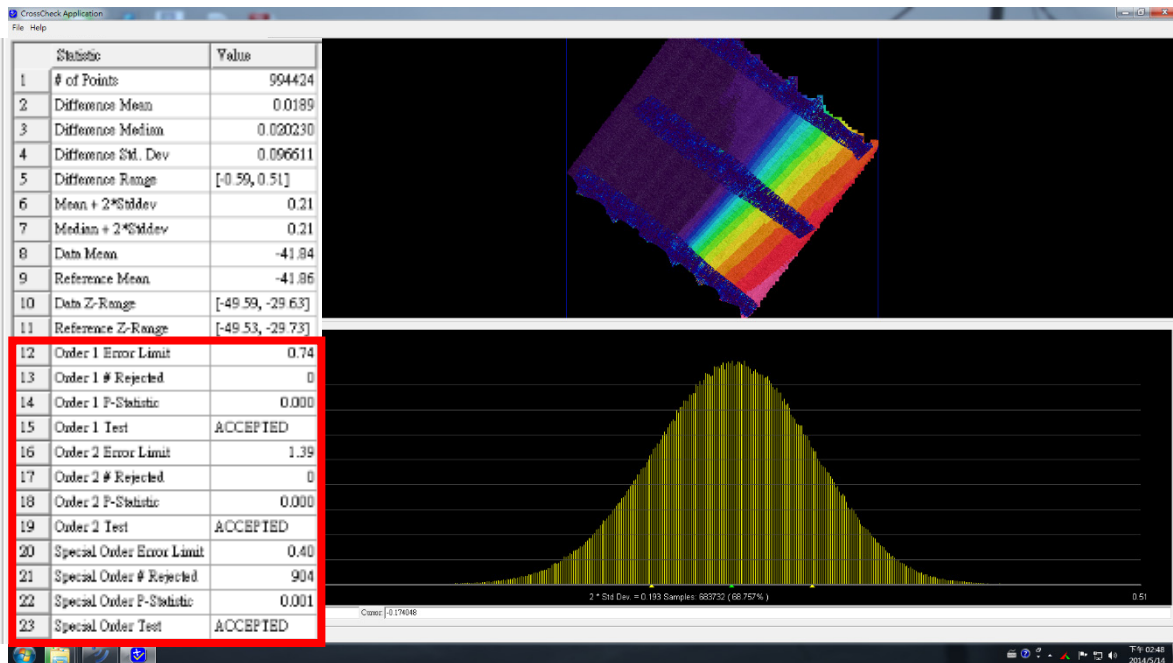 CrossCheck Application
File Help
Statistic Value
1 # of Points 994424
2 Difference Mean 0.0189
3 Difference Median 0.020230
4 Difference Std. Dev 0.096611
5 Difference Range [-0.59, 0.51]
6 Mean + 2*Stddev 0.21
7 Median + 2*Stddev 0.21
8 Data Mean -41.84
9 Reference Mean -41.86
10 Data Z-Range [-49.59, -29.63]
11 Reference Z-Range [-49.53, -29.73]
12 Order 1 Error Limit 0.74
13 Order 1 # Rejected 0
14 Order 1 P-Statistic 0.000
15 Order 1 Test ACCEPTED
16 Order 2 Error Limit 1.39
17 Order 2 # Rejected 0
18 Order 2 P-Statistic 0.000
19 Order 2 Test ACCEPTED
20 Special Order Error Limit 0.40
21 Special Order # Rejected 904
22 Special Order P-Statistic 0.001
23 Special Order Test ACCEPTED
2 * Std Dev. = 0.193 Samples: 683732 ( 68.757% )
0.51
Cursor: -0.174048
下午 02:48
2014/5/14